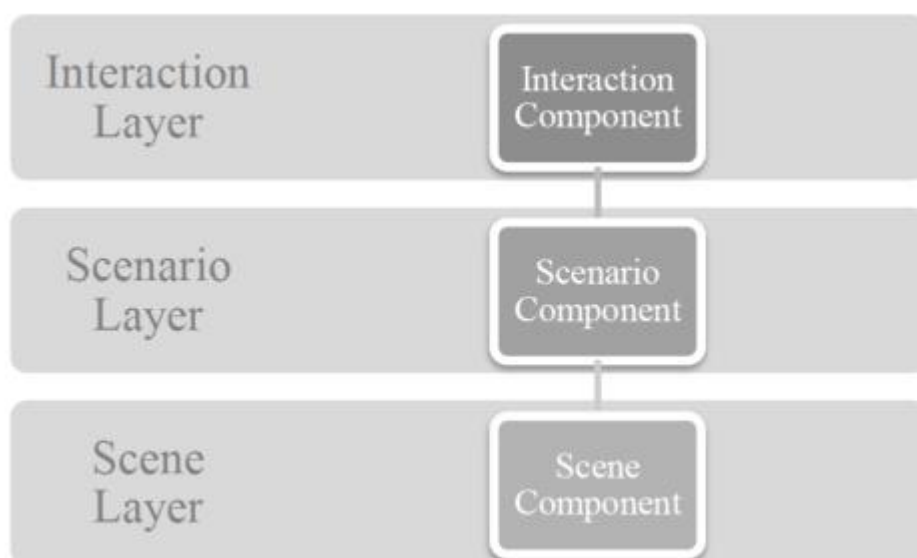 Interaction
Layer
Interaction
Component
Scenario
Layer
Scenario
Component
Scene
Layer
Scene
Component